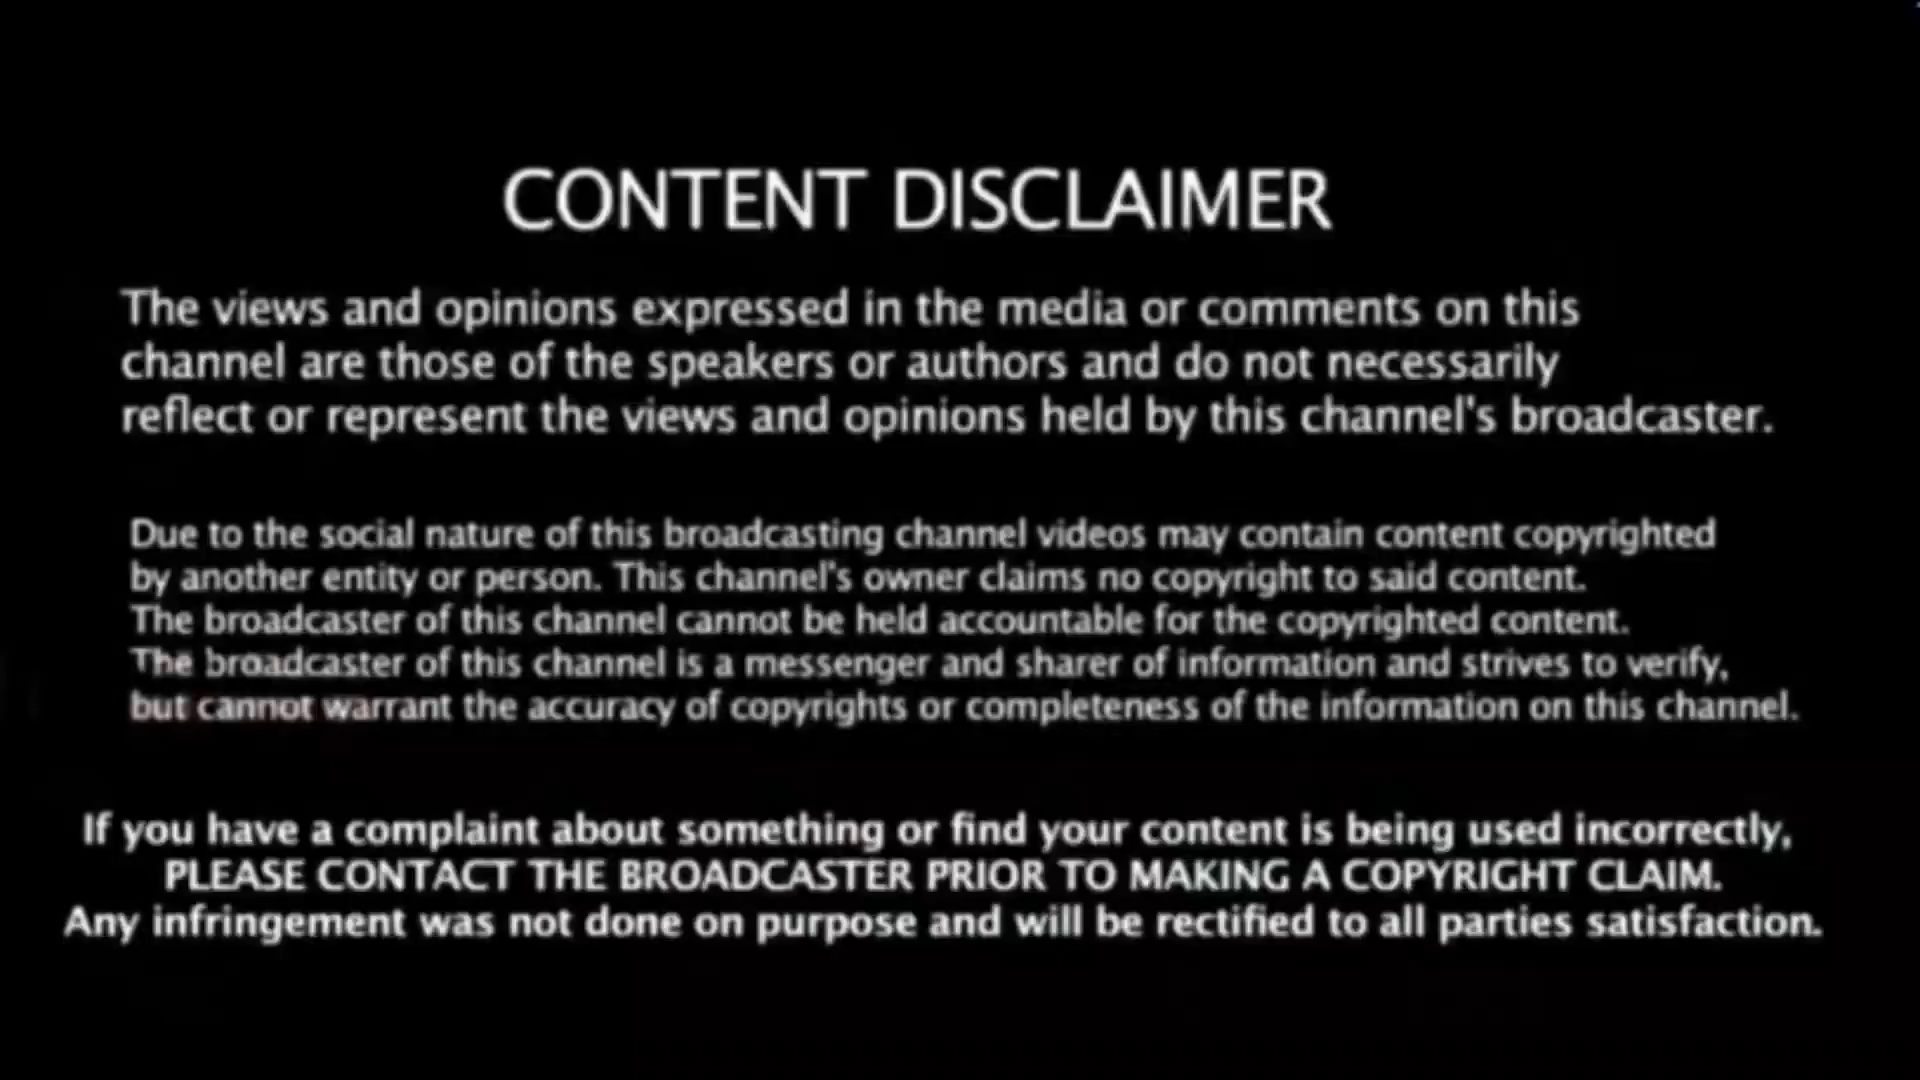 CONTENT DISCLAIMER
The views and opinions expressed in the media or comments on this
channel are those of the speakers or authors and do not necessarily
reflect or represent the views and opinions held by this channel's broadcaster.
Due to the social nature of this broadcasting channel videos may contain content copyrighted
by another entity or person. This channel's owner claims no copyright to said content.
The broadcaster of this channel cannot be held accountable for the copyrighted content.
The broadcaster of this channel is a messenger and sharer of information and strives to verify,
but cannot warrant the accuracy of copyrights or completeness of the information on this channel.
If you have a complaint about something or find your content is being used incorrectly,
PLEASE CONTACT THE BROADCASTER PRIOR TO MAKING A COPYRIGHT CLAIM.
Any infringement was not done on purpose and will be rectified to all parties satisfaction.